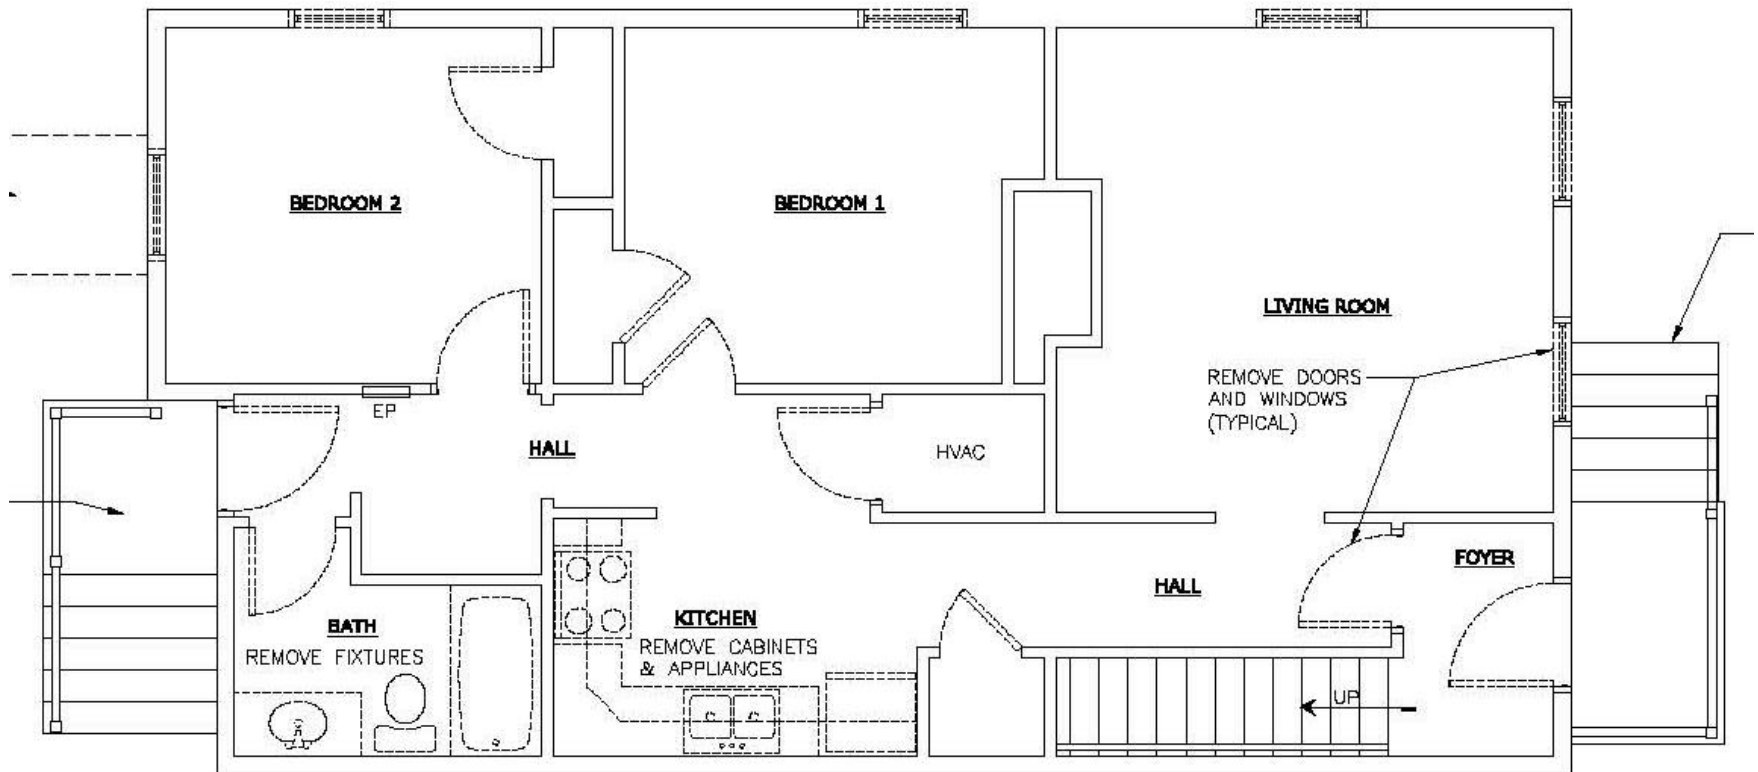 BEDROOM 2
BEDROOM 1
LIVING ROOM
REMOVE DOORS
AND WINDOWS
(TYPICAL)
EP
HALL
HVAC
FOYER
HALL
BATH
REMOVE FIXTURES
KITCHEN
REMOVE CABINETS
& APPLIANCES
UP